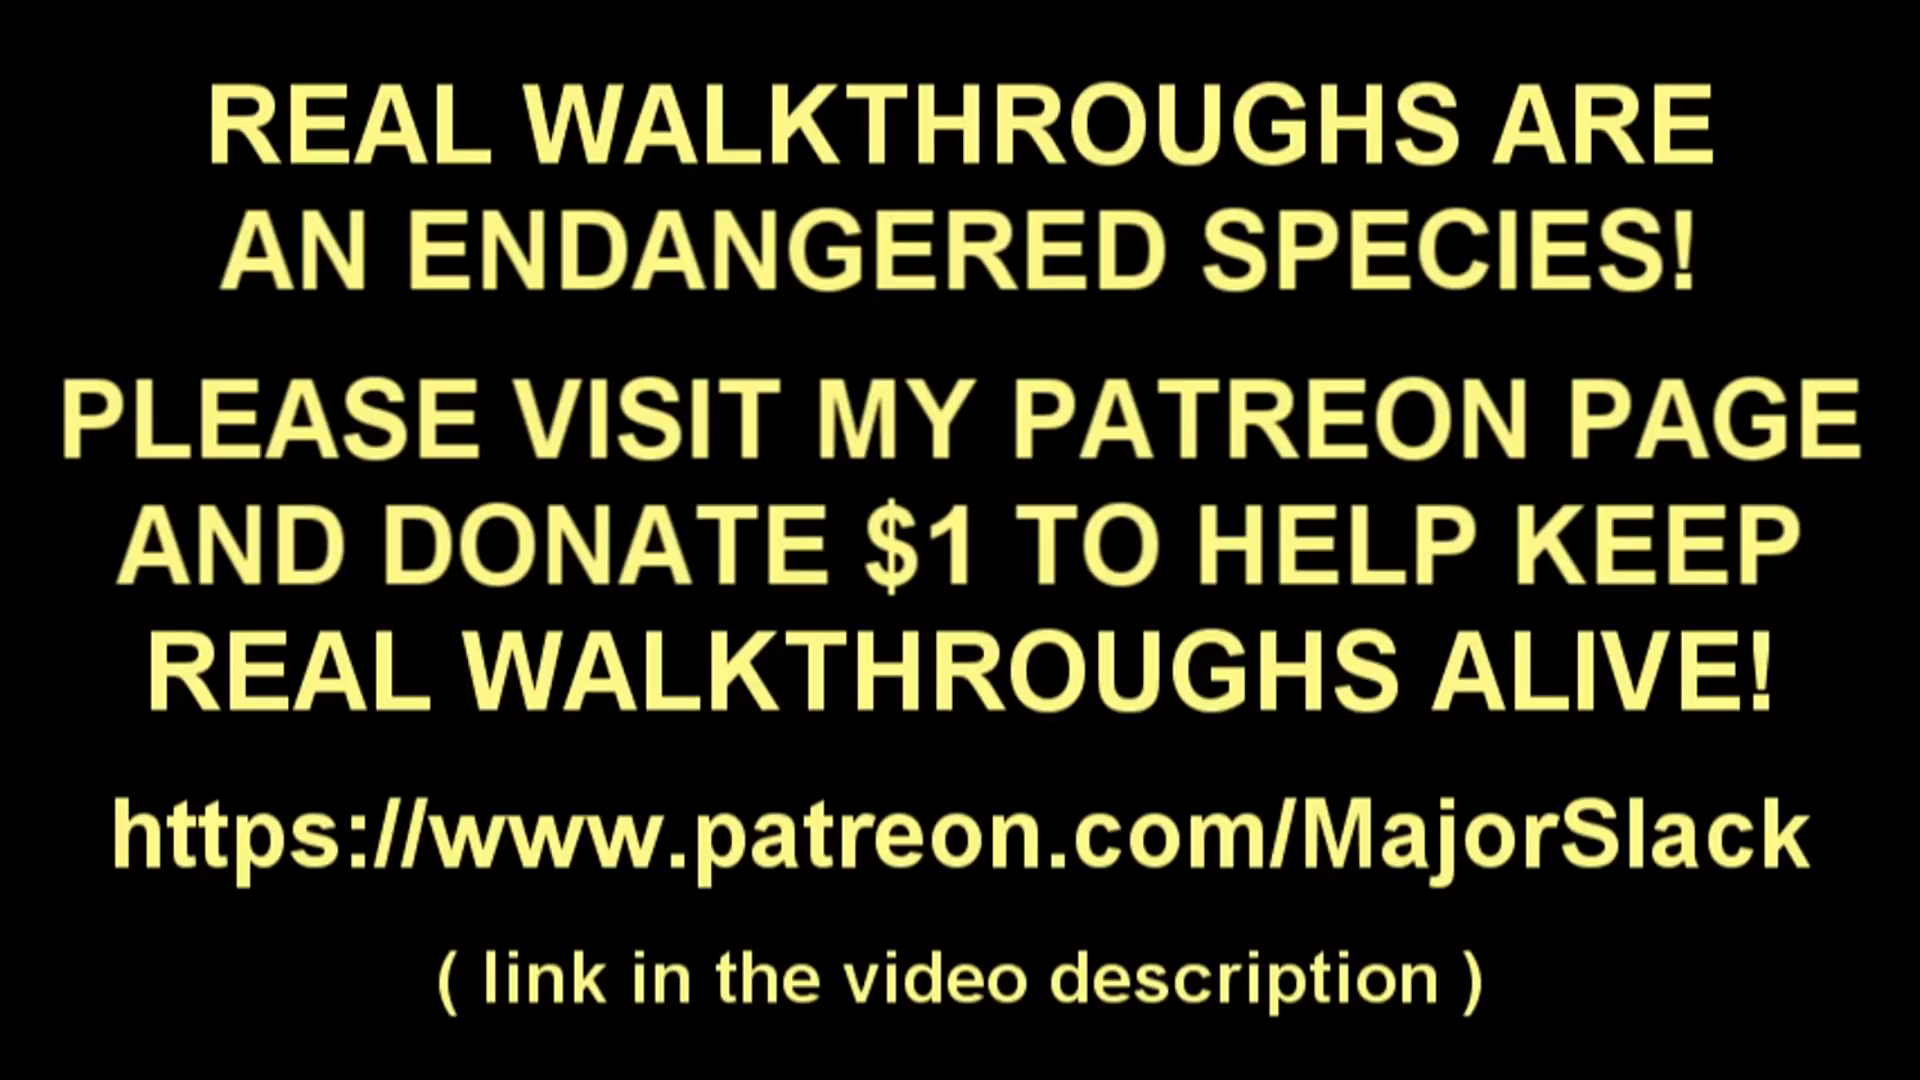 REAL WALKTHROUGHS ARE
AN ENDANGERED SPECIES!
PLEASE VISIT MY PATREON PAGE
AND DONATE $1 TO HELP KEEP
REAL WALKTHROUGHS ALIVE!
https://www.patreon.com/MajorSlack
( link in the video description )